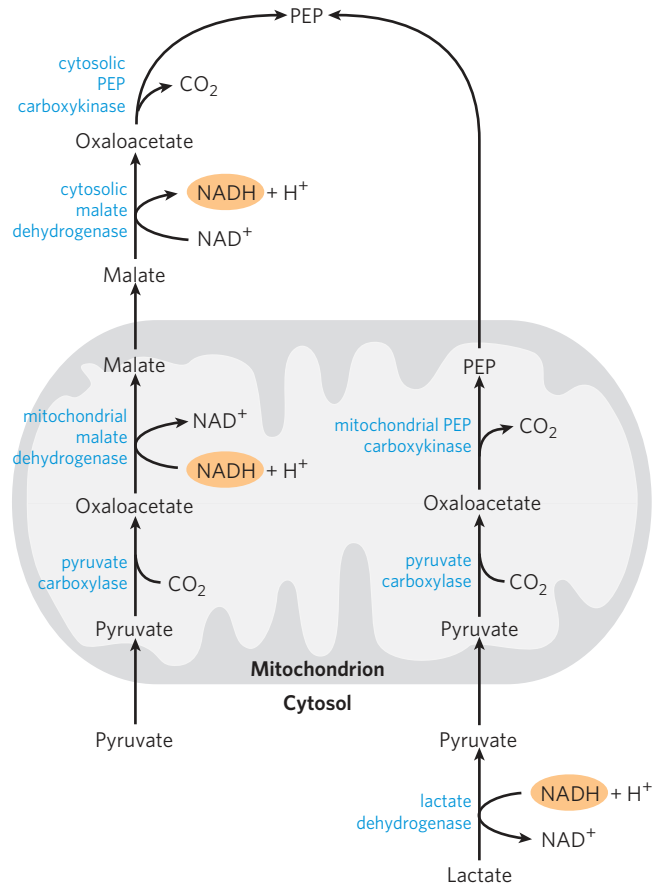 PEP
cytosolic
PEP
carboxykinase
CO2
Oxaloacetate
cytosolic
malate
dehydrogenase
NADH + H+
NAD+
Malate
Malate
mitochondrial
malate
dehydrogenase
NAD+
NADH + H+
Oxaloacetate
pyruvate
carboxylase
CO2
Pyruvate
Pyruvate
PEP
mitochondrial PEP
carboxykinase
CO2
Oxaloacetate
pyruvate
carboxylase
CO2
Pyruvate
Mitochondrion
Cytosol
Pyruvate
lactate
dehydrogenase
NADH + H+
NAD+
Lactate